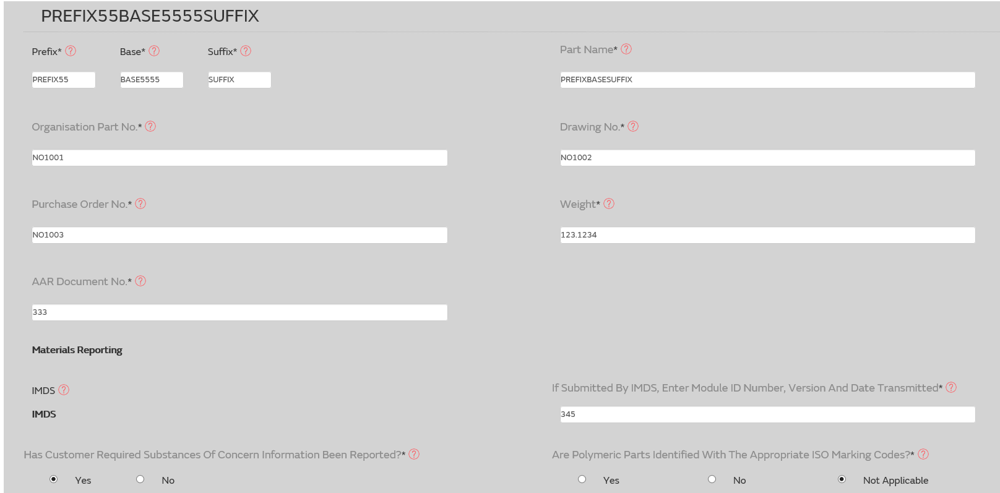 PREFIX55BASE5555SUFFIX
Prefix* ? Base* ? Suffix* ?
PREFIX55 BASE5555 SUFFIX
Part Name* ?
PREFIXBASESUFFIX
Organisation Part No.* ?
NO1001
Drawing No.* ?
NO1002
Purchase Order No.* ?
NO1003
Weight* ?
123.1234
AAR Document No.* ?
333
Materials Reporting
IMDS ?
IMDS
If Submitted By IMDS, Enter Module ID Number, Version And Date Transmitted* ?
345
Has Customer Required Substances Of Concern Information Been Reported?* ?
Yes No
Are Polymeric Parts Identified With The Appropriate ISO Marking Codes?* ?
Yes No Not Applicable